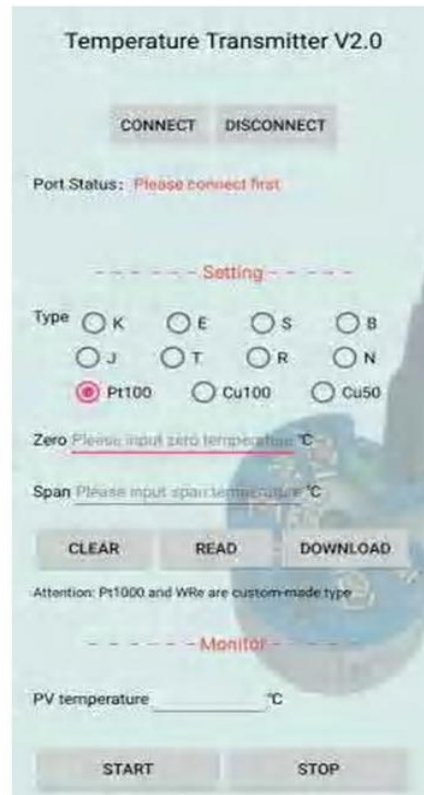 Temperature Transmitter V2.0
CONNECT DISCONNECT
Port Status: Please connect first
- - - - - - - Setting - - - - -
Type K E S B
J T R N
Pt100 Cu100 Cu50
Zero Please input zero temperature ℃
Span Please input span temperature ℃
CLEAR READ DOWNLOAD
Attention: Pt1000 and WRe are custom-made type
- - - - - - - Monitor - - - - -
PV temperature ℃
START STOP